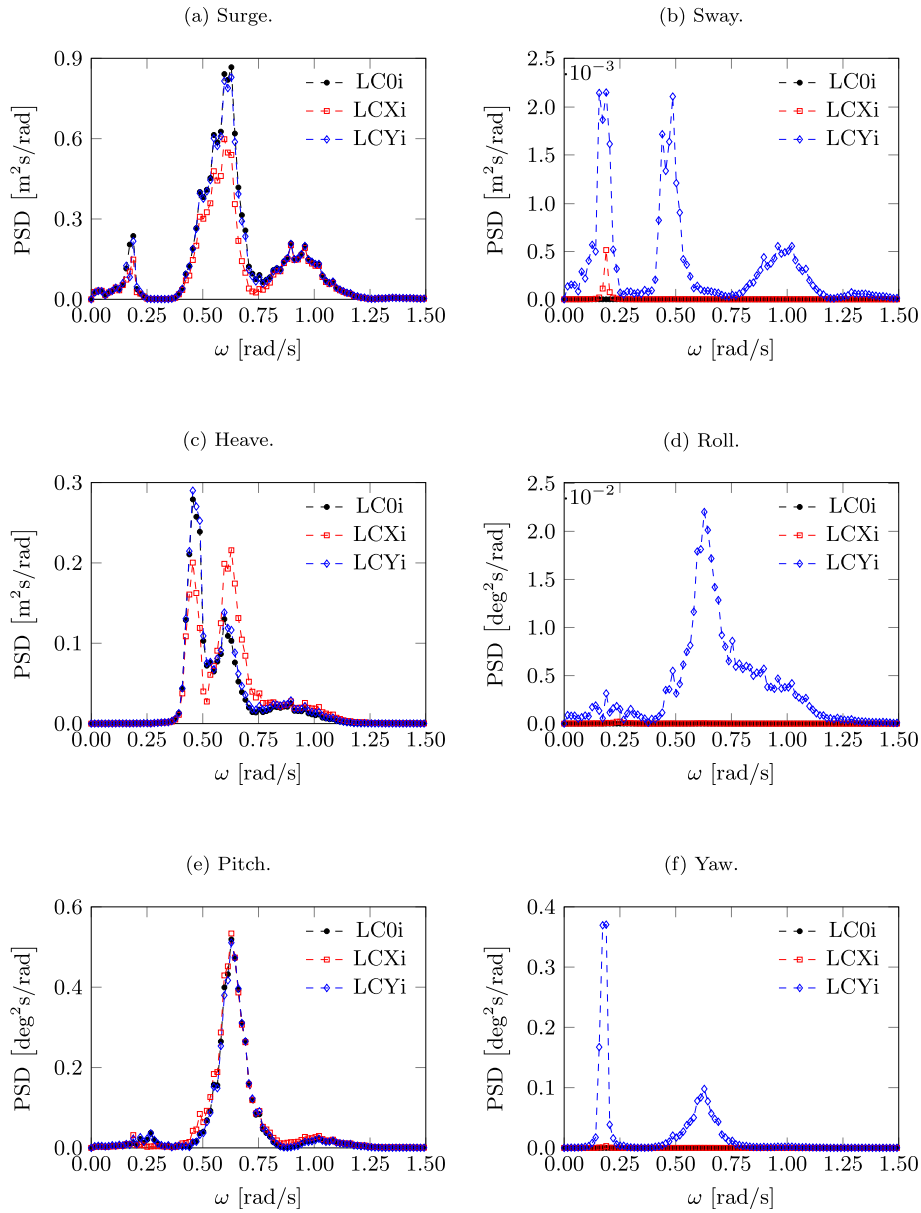 (a) Surge.
PSD [m²s/rad]
0.9
0.6
0.3
0.0
LC0i
LCXi
LCYi
0.00 0.25 0.50 0.75 1.00 1.25 1.50
ω [rad/s]
(b) Sway.
PSD [m²s/rad]
·10⁻³
2.5
2.0
1.5
1.0
0.5
0.0
LC0i
LCXi
LCYi
0.00 0.25 0.50 0.75 1.00 1.25 1.50
ω [rad/s]
(c) Heave.
PSD [m²s/rad]
0.3
0.2
0.1
0.0
LC0i
LCXi
LCYi
0.00 0.25 0.50 0.75 1.00 1.25 1.50
ω [rad/s]
(d) Roll.
PSD [deg²s/rad]
·10⁻²
2.5
2.0
1.5
1.0
0.5
0.0
LC0i
LCXi
LCYi
0.00 0.25 0.50 0.75 1.00 1.25 1.50
ω [rad/s]
(e) Pitch.
PSD [deg²s/rad]
0.6
0.4
0.2
0.0
LC0i
LCXi
LCYi
0.00 0.25 0.50 0.75 1.00 1.25 1.50
ω [rad/s]
(f) Yaw.
PSD [deg²s/rad]
0.4
0.3
0.2
0.1
0.0
LC0i
LCXi
LCYi
0.00 0.25 0.50 0.75 1.00 1.25 1.50
ω [rad/s]